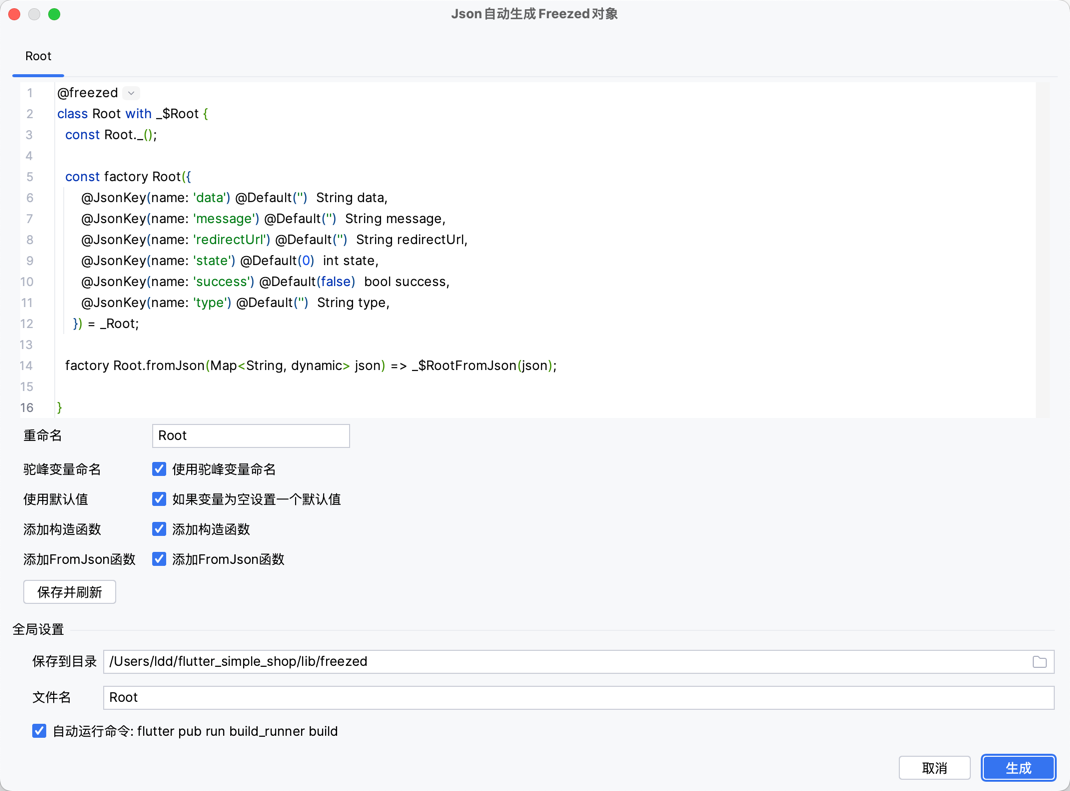 Json自动生成Freezed对象
Root
1 @freezed
2 class Root with _$Root {
3 const Root._();
4
5 const factory Root({
6 @JsonKey(name: 'data') @Default('') String data,
7 @JsonKey(name: 'message') @Default('') String message,
8 @JsonKey(name: 'redirectUrl') @Default('') String redirectUrl,
9 @JsonKey(name: 'state') @Default(0) int state,
10 @JsonKey(name: 'success') @Default(false) bool success,
11 @JsonKey(name: 'type') @Default('') String type,
12 }) = _Root;
13
14 factory Root.fromJson(Map<String, dynamic> json) => _$RootFromJson(json);
15
16 }
重命名 Root
驼峰变量命名 使用驼峰变量命名
使用默认值 如果变量为空设置一个默认值
添加构造函数 添加构造函数
添加FromJson函数 添加FromJson函数
保存并刷新
全局设置
保存到目录 /Users/ldd/flutter_simple_shop/lib/freezed
文件名 Root
自动运行命令: flutter pub run build_runner build
取消 生成